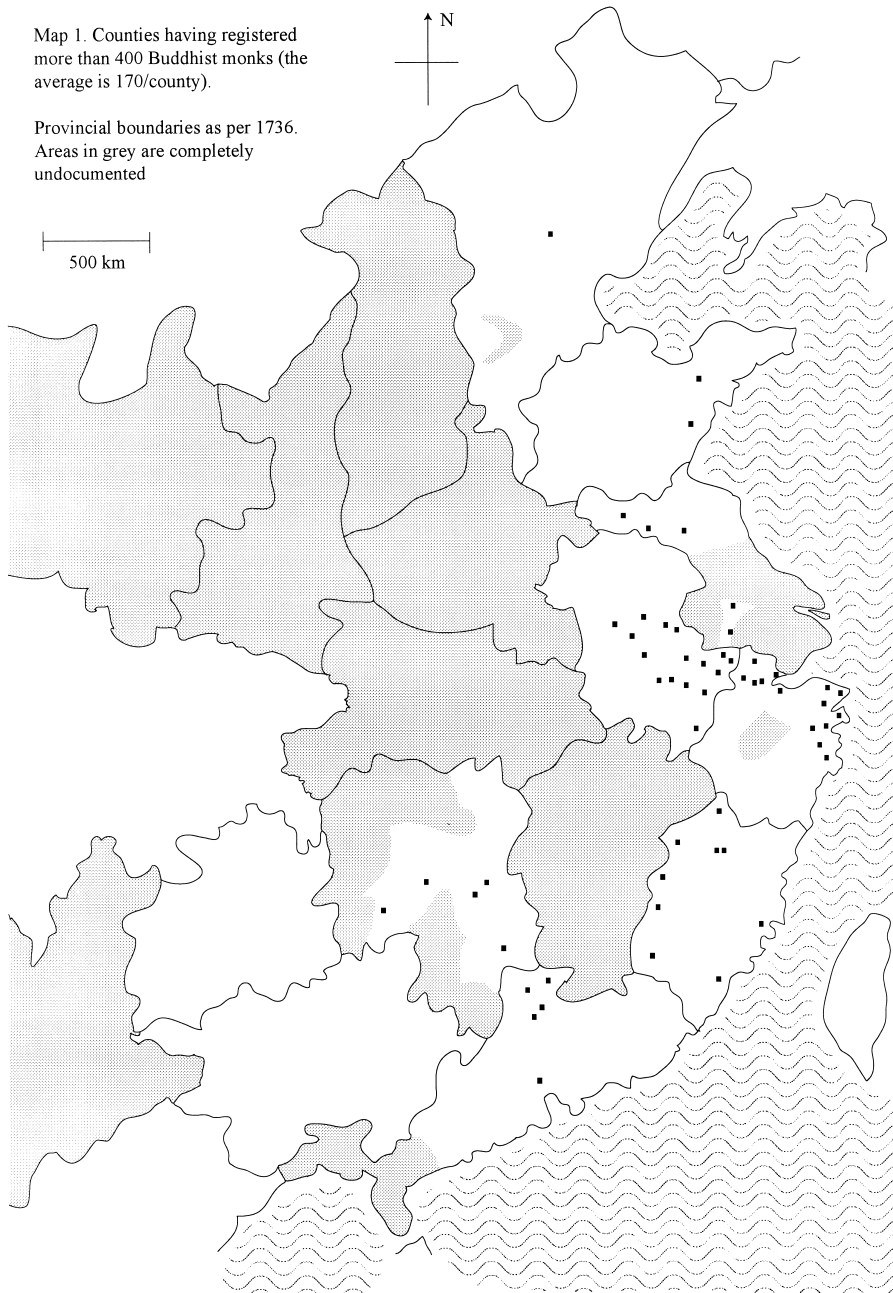 Map 1. Counties having registered
more than 400 Buddhist monks (the
average is 170/county).
Provincial boundaries as per 1736.
Areas in grey are completely
undocumented
N
500 km